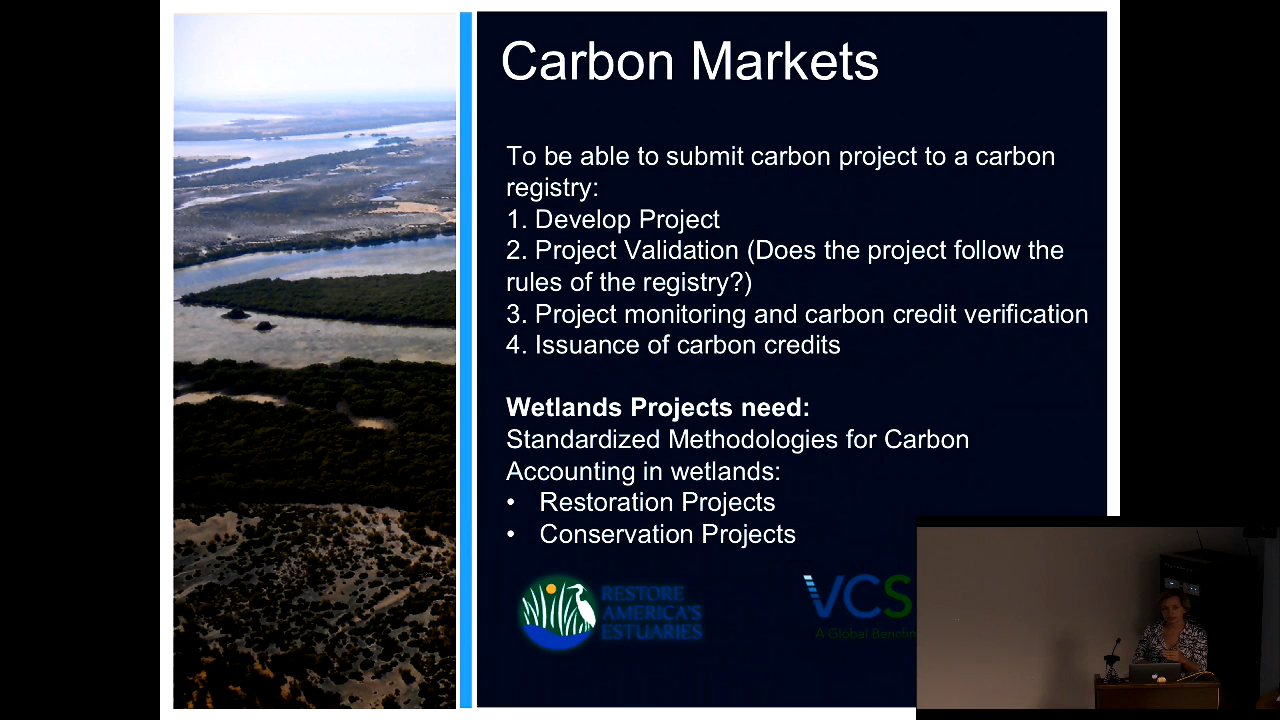 Carbon Markets
To be able to submit carbon project to a carbon
registry:
1. Develop Project
2. Project Validation (Does the project follow the
rules of the registry?)
3. Project monitoring and carbon credit verification
4. Issuance of carbon credits
Wetlands Projects need:
Standardized Methodologies for Carbon
Accounting in wetlands:
• Restoration Projects
• Conservation Projects
RESTORE
AMERICA'S
ESTUARIES
VCS
A Global